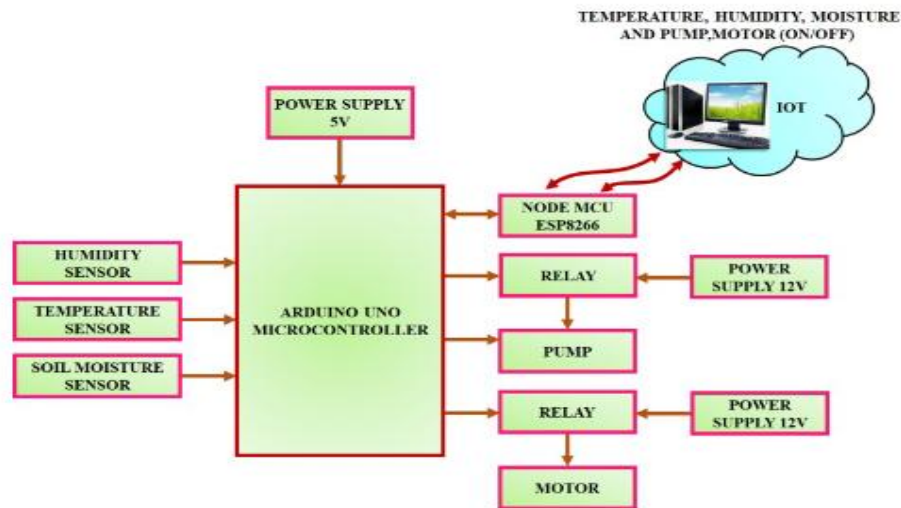 TEMPERATURE, HUMIDITY, MOISTURE
AND PUMP,MOTOR (ON/OFF)
IOT
POWER SUPPLY
5V
NODE MCU
ESP8266
HUMIDITY
SENSOR
RELAY
POWER
SUPPLY 12V
TEMPERATURE
SENSOR
ARDUINO UNO
MICROCONTROLLER
PUMP
SOIL MOISTURE
SENSOR
RELAY
POWER
SUPPLY 12V
MOTOR